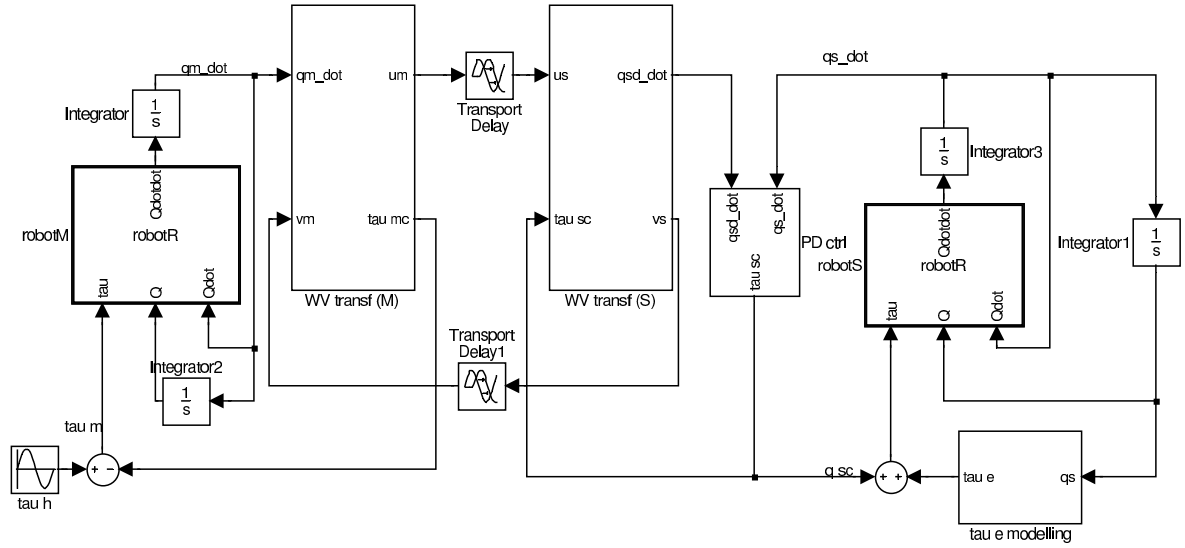 qm_dot
qs_dot
qm_dot
um
us
qsd_dot
Transport
Delay
Integrator
1
s
1
s
Integrator3
Qdotdot
robotM
robotR
tau
Q
Qdot
vm
tau mc
tau sc
vs
qsd_dot
qs_dot
tau sc
PD ctrl
robotS
Qdotdot
robotR
tau
Q
Qdot
Integrator1
1
s
WV transf (M)
WV transf (S)
Transport
Delay1
Integrator2
1
s
tau m
+ -
tau h
q sc
+ +
tau e
qs
tau e modelling